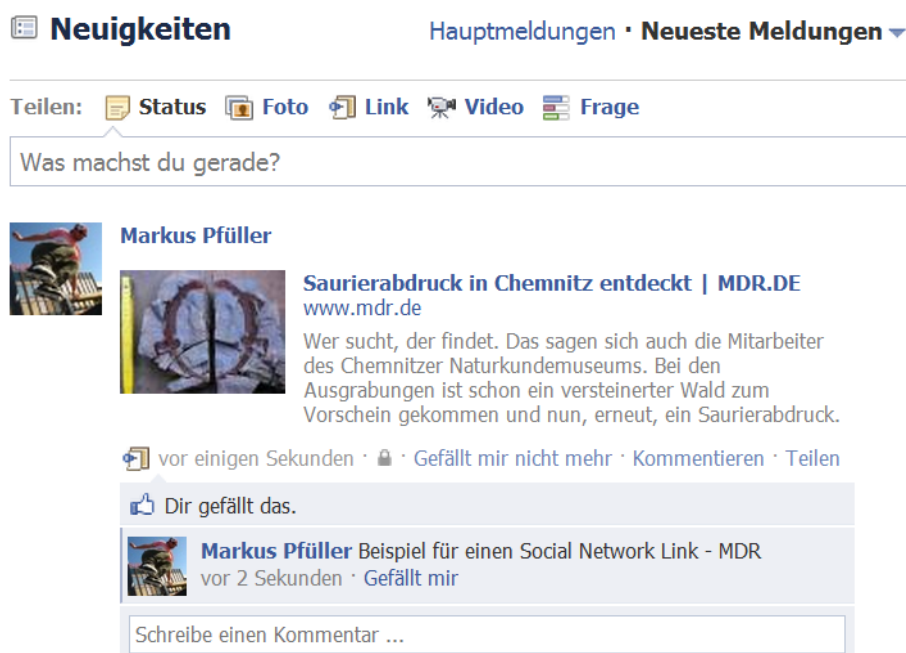 Neuigkeiten
Hauptmeldungen · Neueste Meldungen
Teilen: Status Foto Link Video Frage
Was machst du gerade?
Markus Pfüller
Saurierabdruck in Chemnitz entdeckt | MDR.DE
www.mdr.de
Wer sucht, der findet. Das sagen sich auch die Mitarbeiter
des Chemnitzer Naturkundemuseums. Bei den
Ausgrabungen ist schon ein versteinerter Wald zum
Vorschein gekommen und nun, erneut, ein Saurierabdruck.
vor einigen Sekunden · · Gefällt mir nicht mehr · Kommentieren · Teilen
Dir gefällt das.
Markus Pfüller Beispiel für einen Social Network Link - MDR
vor 2 Sekunden · Gefällt mir
Schreibe einen Kommentar ...